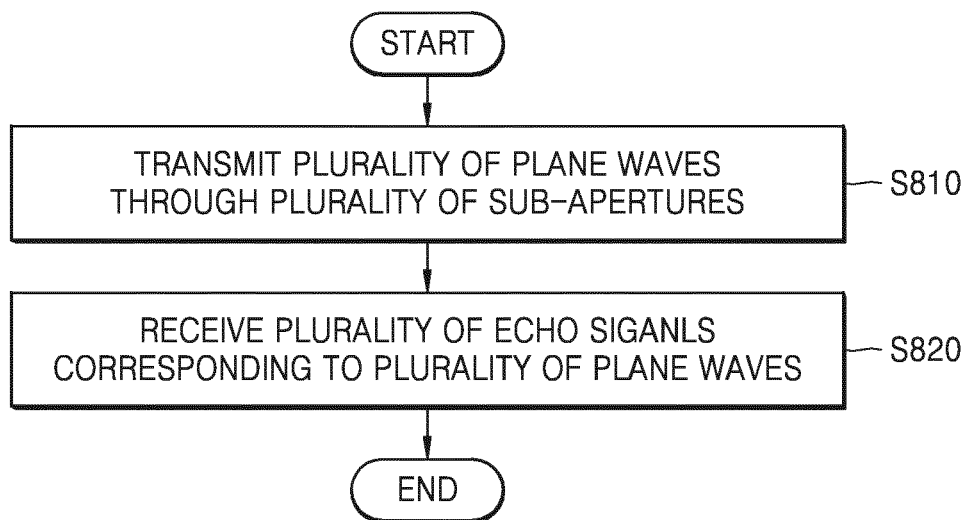 START
TRANSMIT PLURALITY OF PLANE WAVES
THROUGH PLURALITY OF SUB-APERTURES
S810
RECEIVE PLURALITY OF ECHO SIGANLS
CORRESPONDING TO PLURALITY OF PLANE WAVES
S820
END